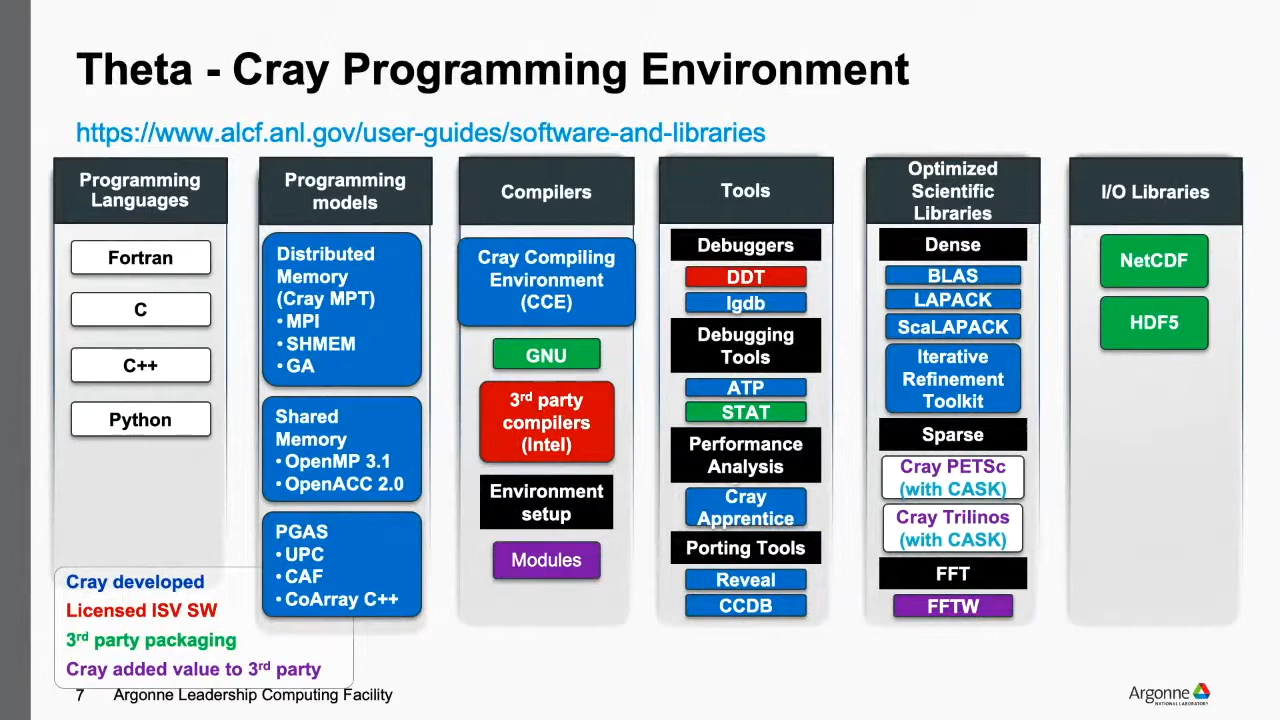 Theta - Cray Programming Environment
https://www.alcf.anl.gov/user-guides/software-and-libraries
Programming
Languages
Fortran
C
C++
Python
Programming
models
Distributed
Memory
(Cray MPT)
• MPI
• SHMEM
• GA
Shared
Memory
• OpenMP 3.1
• OpenACC 2.0
PGAS
• UPC
• CAF
• CoArray C++
Compilers
Cray Compiling
Environment
(CCE)
GNU
3rd party
compilers
(Intel)
Environment
setup
Modules
Tools
Debuggers
DDT
lgdb
Debugging
Tools
ATP
STAT
Performance
Analysis
Cray
Apprentice
Porting Tools
Reveal
CCDB
Optimized
Scientific
Libraries
Dense
BLAS
LAPACK
ScaLAPACK
Iterative
Refinement
Toolkit
Sparse
Cray PETSc
(with CASK)
Cray Trilinos
(with CASK)
FFT
FFTW
I/O Libraries
NetCDF
HDF5
Cray developed
Licensed ISV SW
3rd party packaging
Cray added value to 3rd party
7 Argonne Leadership Computing Facility
Argonne
NATIONAL LABORATORY